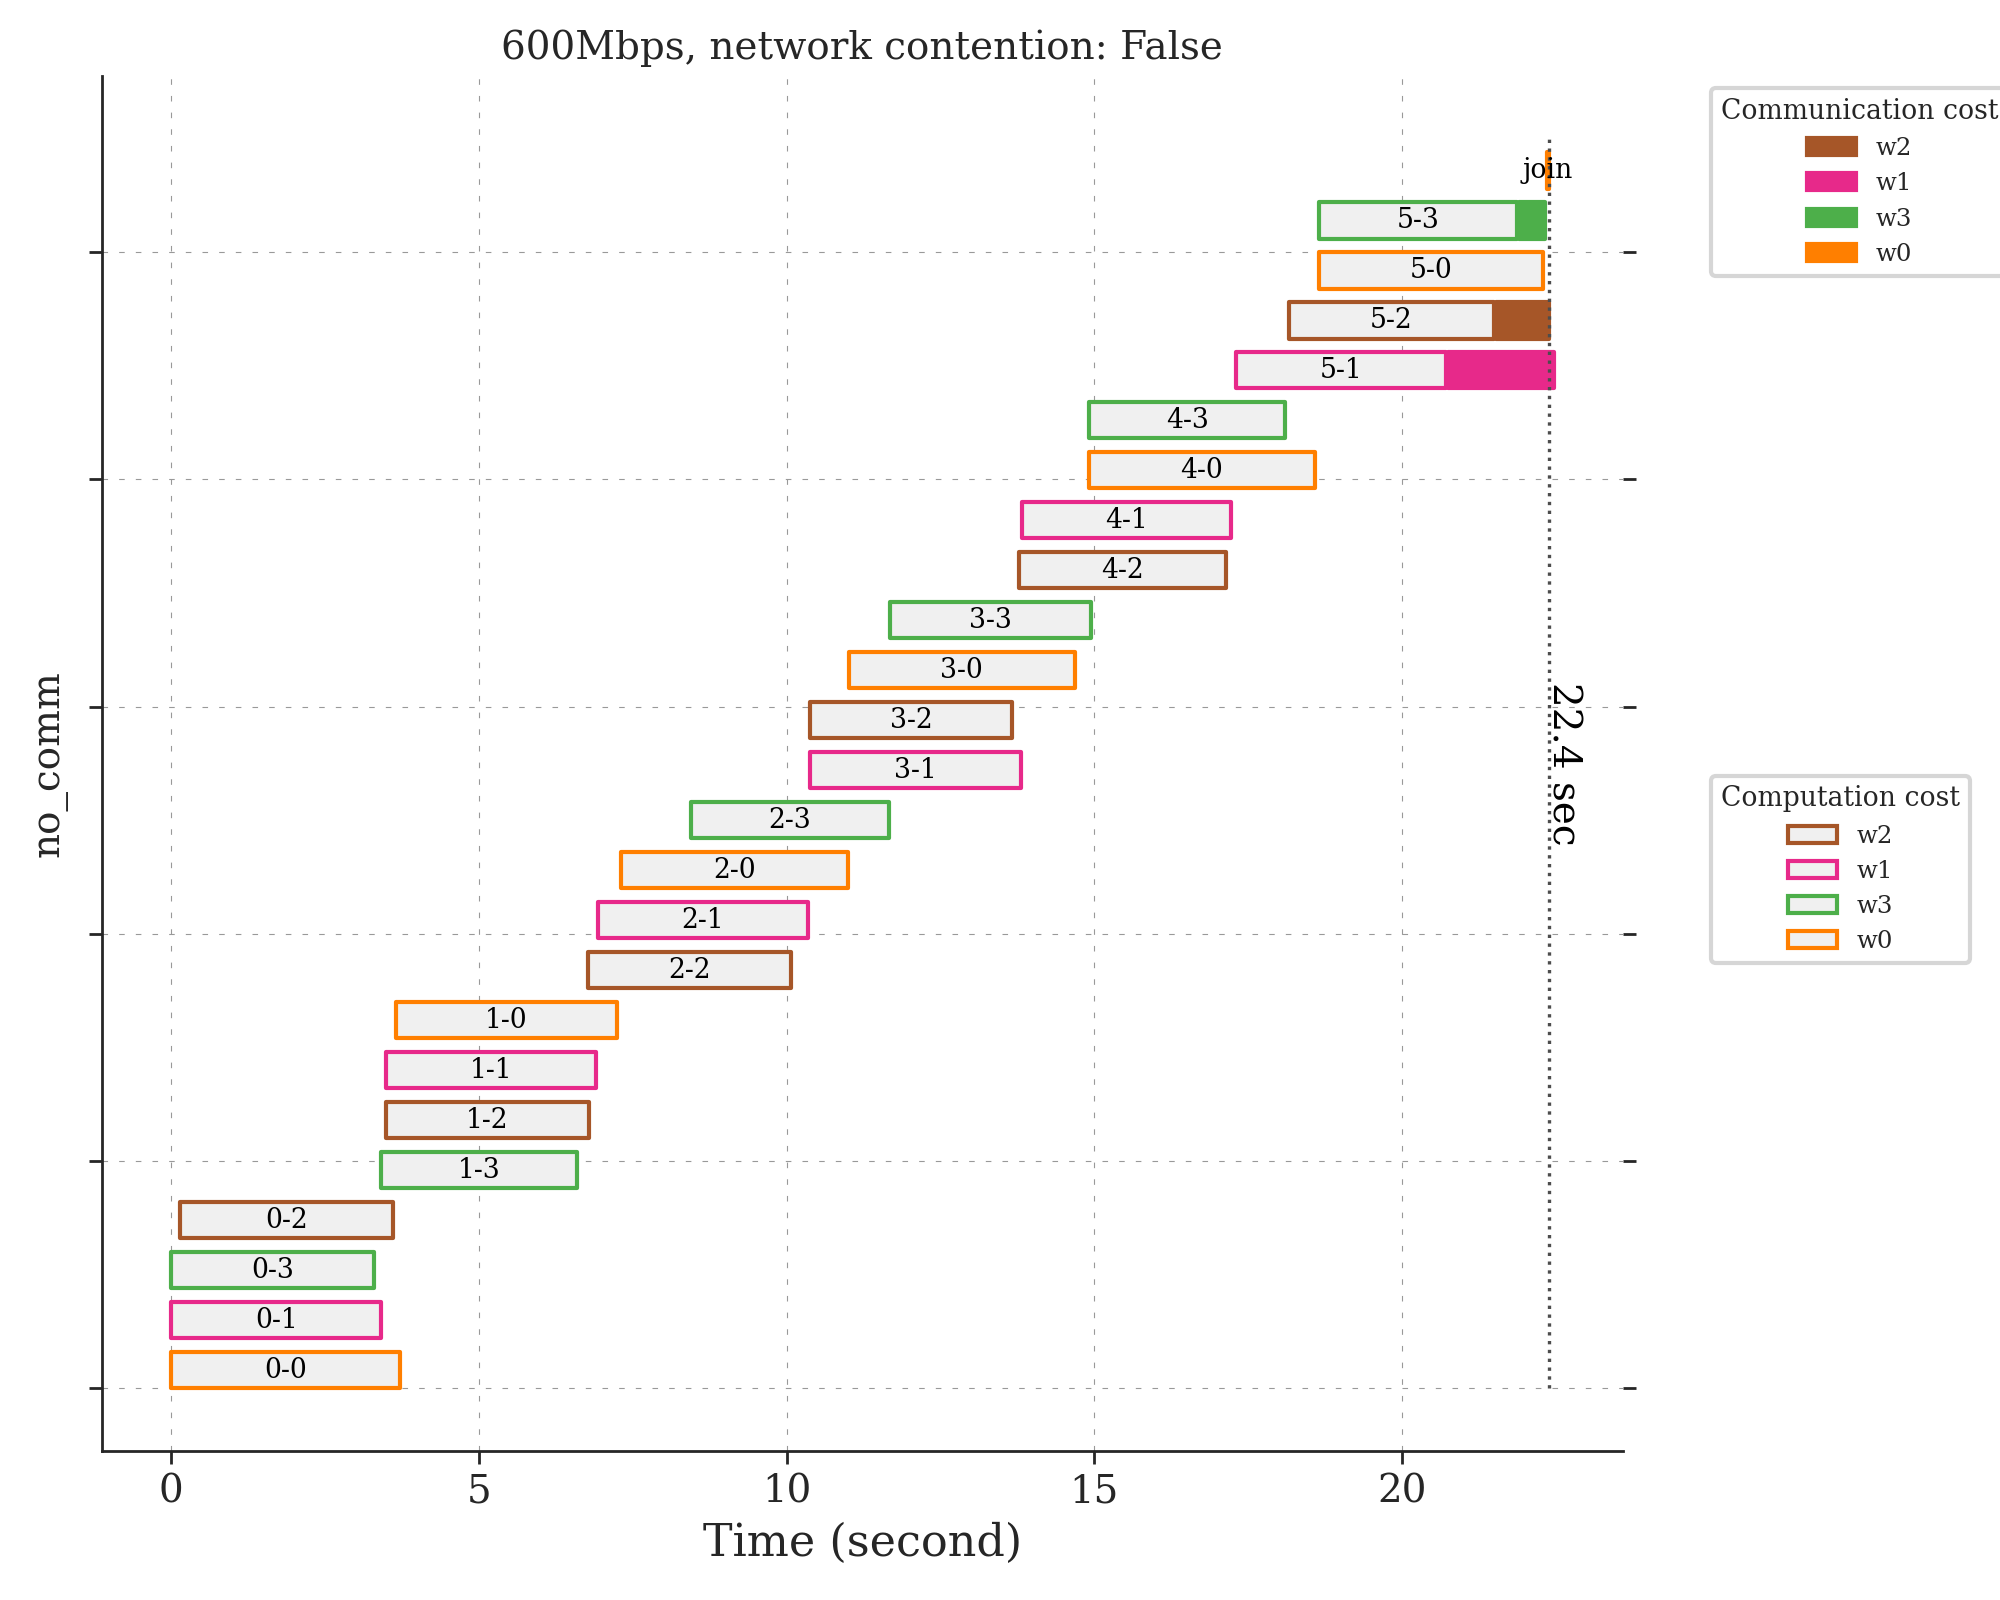 600Mbps, network contention: False
Communication cost
w2
w1
w3
w0
join
5-3
5-0
5-2
5-1
4-3
4-0
4-1
4-2
3-3
3-0
3-2
3-1
2-3
2-0
2-1
2-2
1-0
1-1
1-2
1-3
0-2
0-3
0-1
0-0
22.4 sec
no_comm
Computation cost
w2
w1
w3
w0
0 5 10 15 20
Time (second)